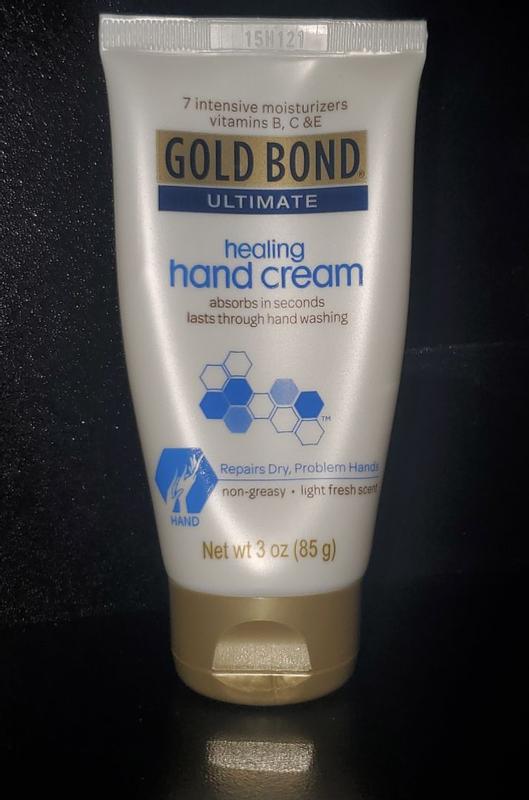 15H121
7 intensive moisturizers
vitamins B, C &E
GOLD BOND®
ULTIMATE
healing
hand cream
absorbs in seconds
lasts through hand washing
TM
Repairs Dry, Problem Hands
non-greasy • light fresh scent
HAND
Net wt 3 oz (85 g)